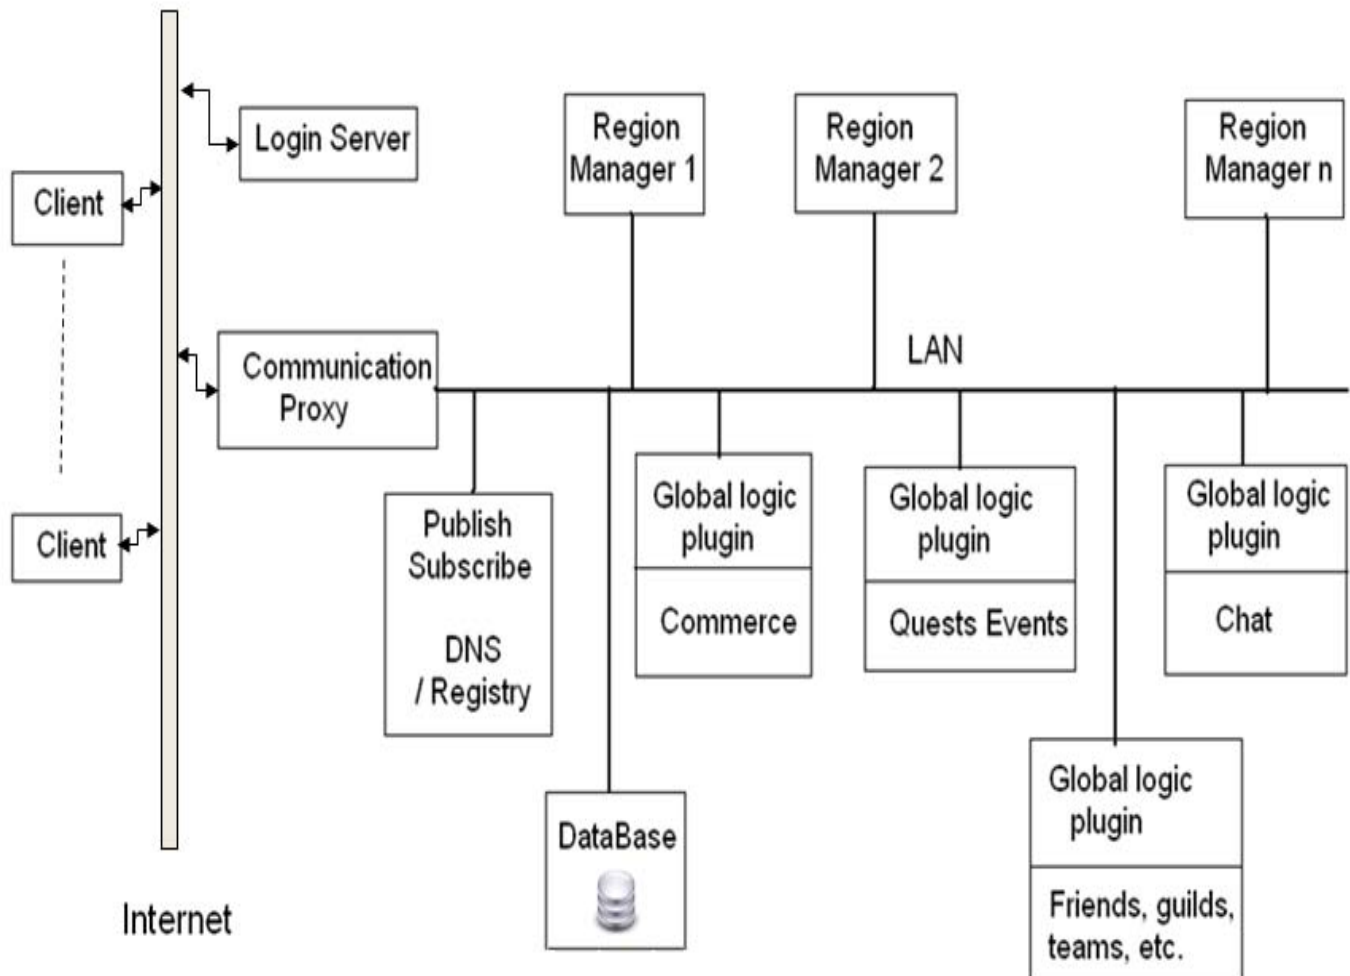 Login Server
Region
Manager 1
Region
Manager 2
Region
Manager n
Client
LAN
Communication
Proxy
Client
Publish
Subscribe
DNS
/ Registry
Global logic
plugin
Commerce
Global logic
plugin
Quests Events
Global logic
plugin
Chat
DataBase
Global logic
plugin
Friends, guilds,
teams, etc.
Internet